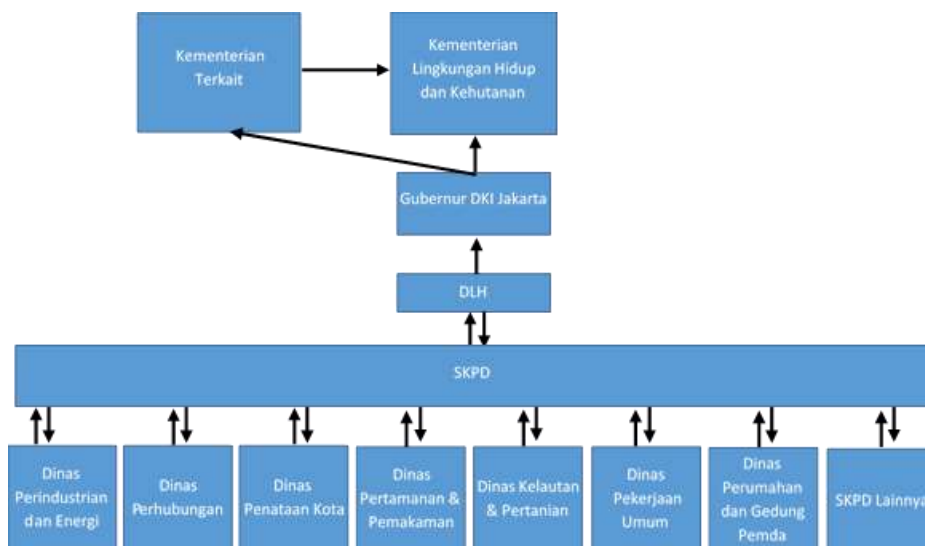 Kementerian
Terkait
Kementerian
Lingkungan Hidup
dan Kehutanan
Gubernur DKI Jakarta
DLH
SKPD
Dinas
Perindustrian
dan Energi
Dinas
Perhubungan
Dinas
Penataan Kota
Dinas
Pertamanan &
Pemakaman
Dinas Kelautan
& Pertanian
Dinas
Pekerjaan
Umum
Dinas
Perumahan
dan Gedung
Pemda
SKPD Lainnya